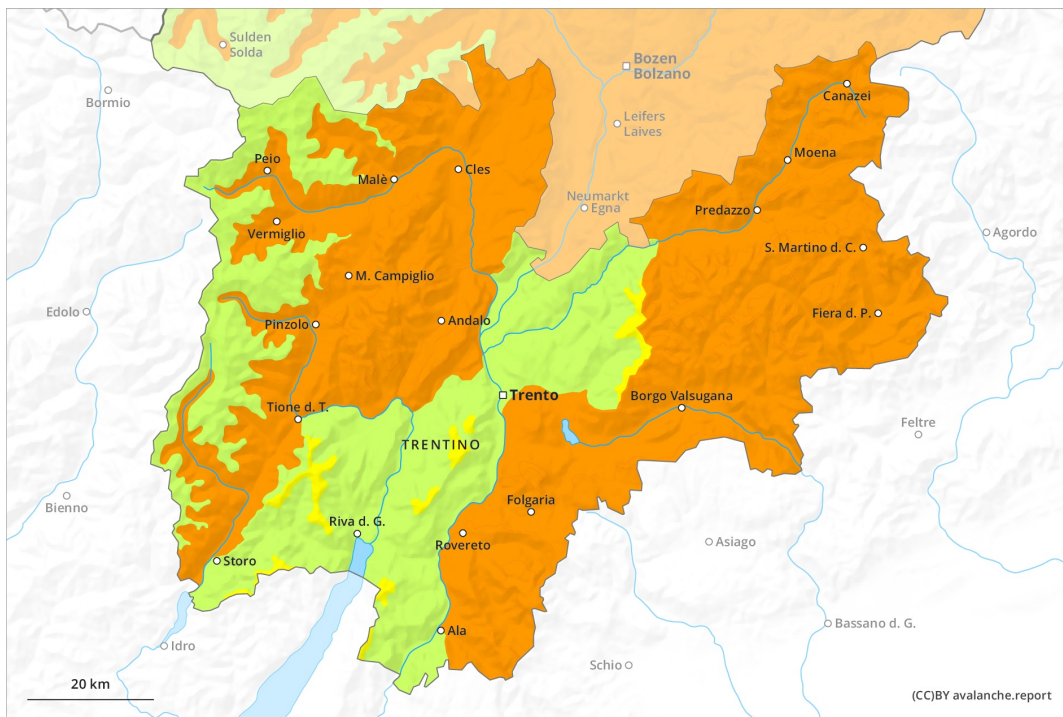 Sulden
Solda
Bozen
Bolzano
Bormio
Canazei
Leifers
Laives
Moena
Peio
Cles
Malè
Neumarkt
Egna
Predazzo
Vermiglio
Agordo
S. Martino d. C.
M. Campiglio
Edolo
Pinzolo
Andalo
Fiera d. P.
Trento
Borgo Valsugana
Tione d. T.
Feltre
TRENTINO
Bienno
Folgaria
Riva d. G.
Rovereto
Asiago
Storo
Bassano d. G.
Ala
Idro
Schio
20 km
(CC)BY avalanche.report